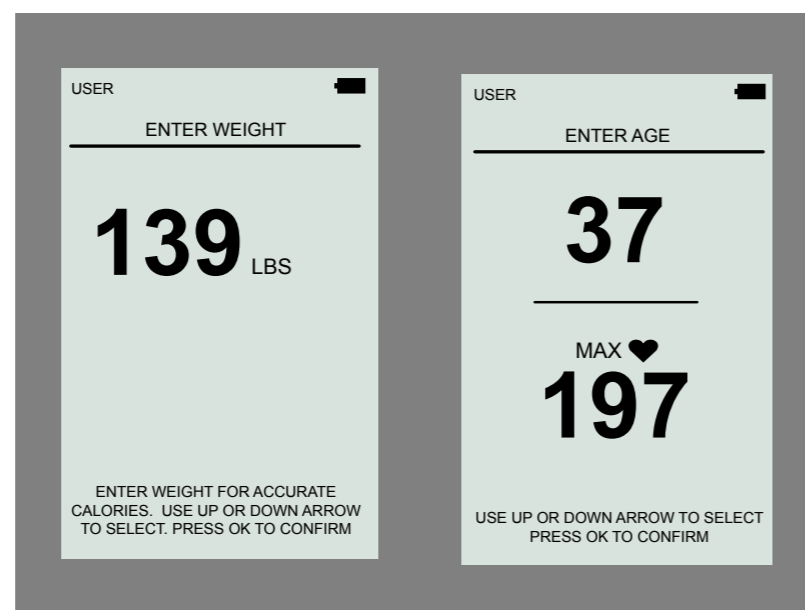 USER
ENTER WEIGHT
139 LBS
ENTER WEIGHT FOR ACCURATE
CALORIES. USE UP OR DOWN ARROW
TO SELECT. PRESS OK TO CONFIRM
USER
ENTER AGE
37
MAX
197
USE UP OR DOWN ARROW TO SELECT
PRESS OK TO CONFIRM